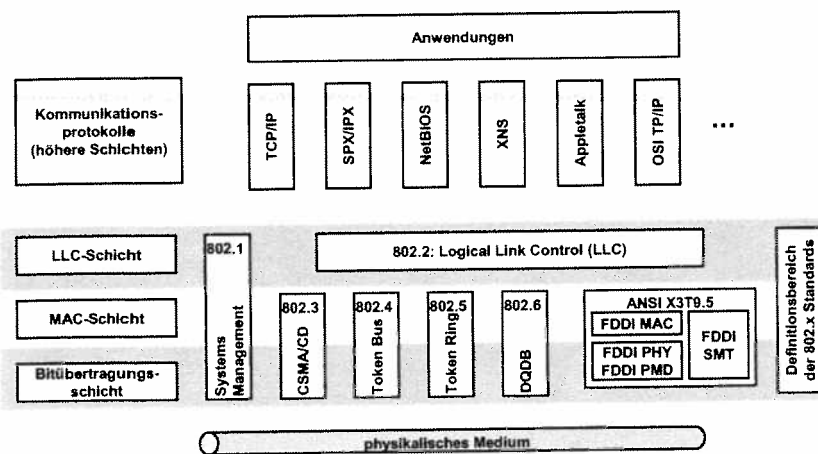 Anwendungen
Kommunikations-
protokolle
(höhere Schichten)
TCP/IP
SPX/IPX
NetBIOS
XNS
Appletalk
OSI TP/IP
...
LLC-Schicht
802.1
Systems
Management
802.2: Logical Link Control (LLC)
MAC-Schicht
802.3
CSMA/CD
802.4
Token Bus
802.5
Token Ring
802.6
DQDB
ANSI X3T9.5
FDDI MAC
FDDI PHY
FDDI PMD
FDDI
SMT
Bitübertragungs-
schicht
Definitionsbereich
der 802.x Standards
physikalisches Medium